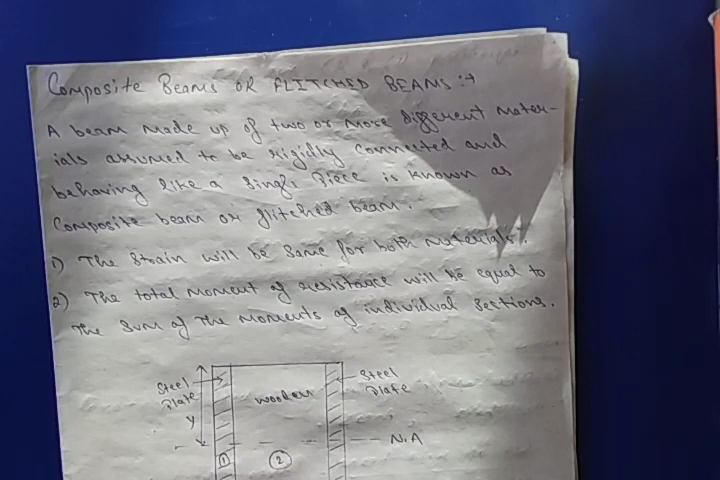 Composite Beams OR FLITCHED BEAMS :→
A beam made up of two or more different mater-
ials assumed to be rigidly connected and
behaving like a single piece is known as
Composite beam or flitched beam.
1) The Strain will be same for both materials.
2) The total moment of resistance will be equal to
The sum of the moments of individual sections.
Steel Plate
wooden
Steel Plate
y
N.A
1
2